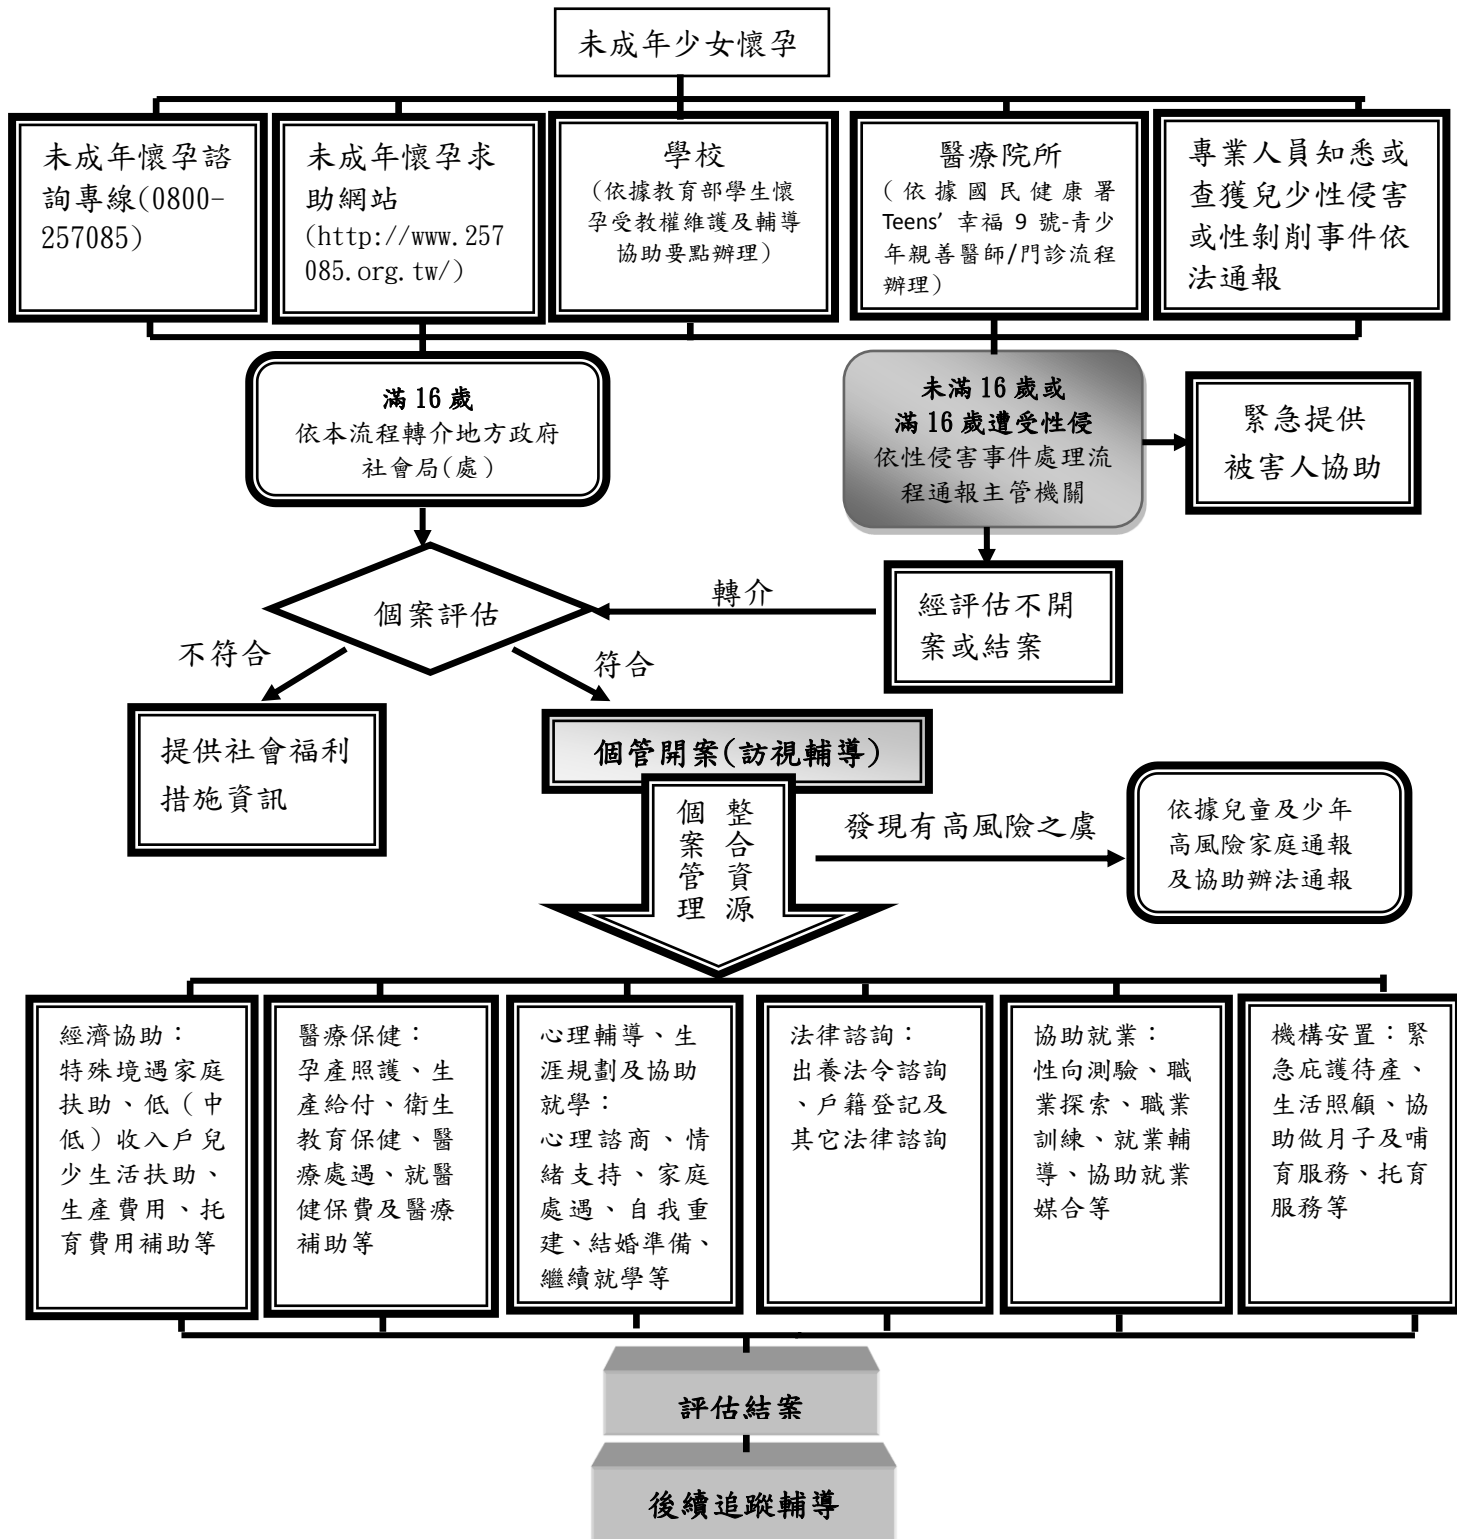 未成年少女懷孕
未成年懷孕諮
詢專線(0800-
257085)
未成年懷孕求
助網站
(http://www.257
085.org.tw/)
學校
(依據教育部學生懷
孕受教權維護及輔導
協助要點辦理)
醫療院所
(依據國民健康署
Teens’ 幸福 9 號-青少
年親善醫師/門診流程
辦理)
專業人員知悉或
查獲兒少性侵害
或性剝削事件依
法通報
滿 16 歲
依本流程轉介地方政府
社會局(處)
未滿 16 歲或
滿 16 歲遭受性侵
依性侵害事件處理流
程通報主管機關
緊急提供
被害人協助
個案評估
轉介
經評估不開
案或結案
不符合
符合
提供社會福利
措施資訊
個管開案(訪視輔導)
整合資源
個案管理
發現有高風險之虞
依據兒童及少年
高風險家庭通報
及協助辦法通報
經濟協助：
特殊境遇家庭
扶助、低（中
低）收入戶兒
少生活扶助、
生產費用、托
育費用補助等
醫療保健：
孕產照護、生
產給付、衛生
教育保健、醫
療處遇、就醫
健保費及醫療
補助等
心理輔導、生
涯規劃及協助
就學：
心理諮商、情
緒支持、家庭
處遇、自我重
建、結婚準備、
繼續就學等
法律諮詢：
出養法令諮詢
、戶籍登記及
其它法律諮詢
協助就業：
性向測驗、職
業探索、職業
訓練、就業輔
導、協助就業
媒合等
機構安置：緊
急庇護待產、
生活照顧、協
助做月子及哺
育服務、托育
服務等
評估結案
後續追蹤輔導